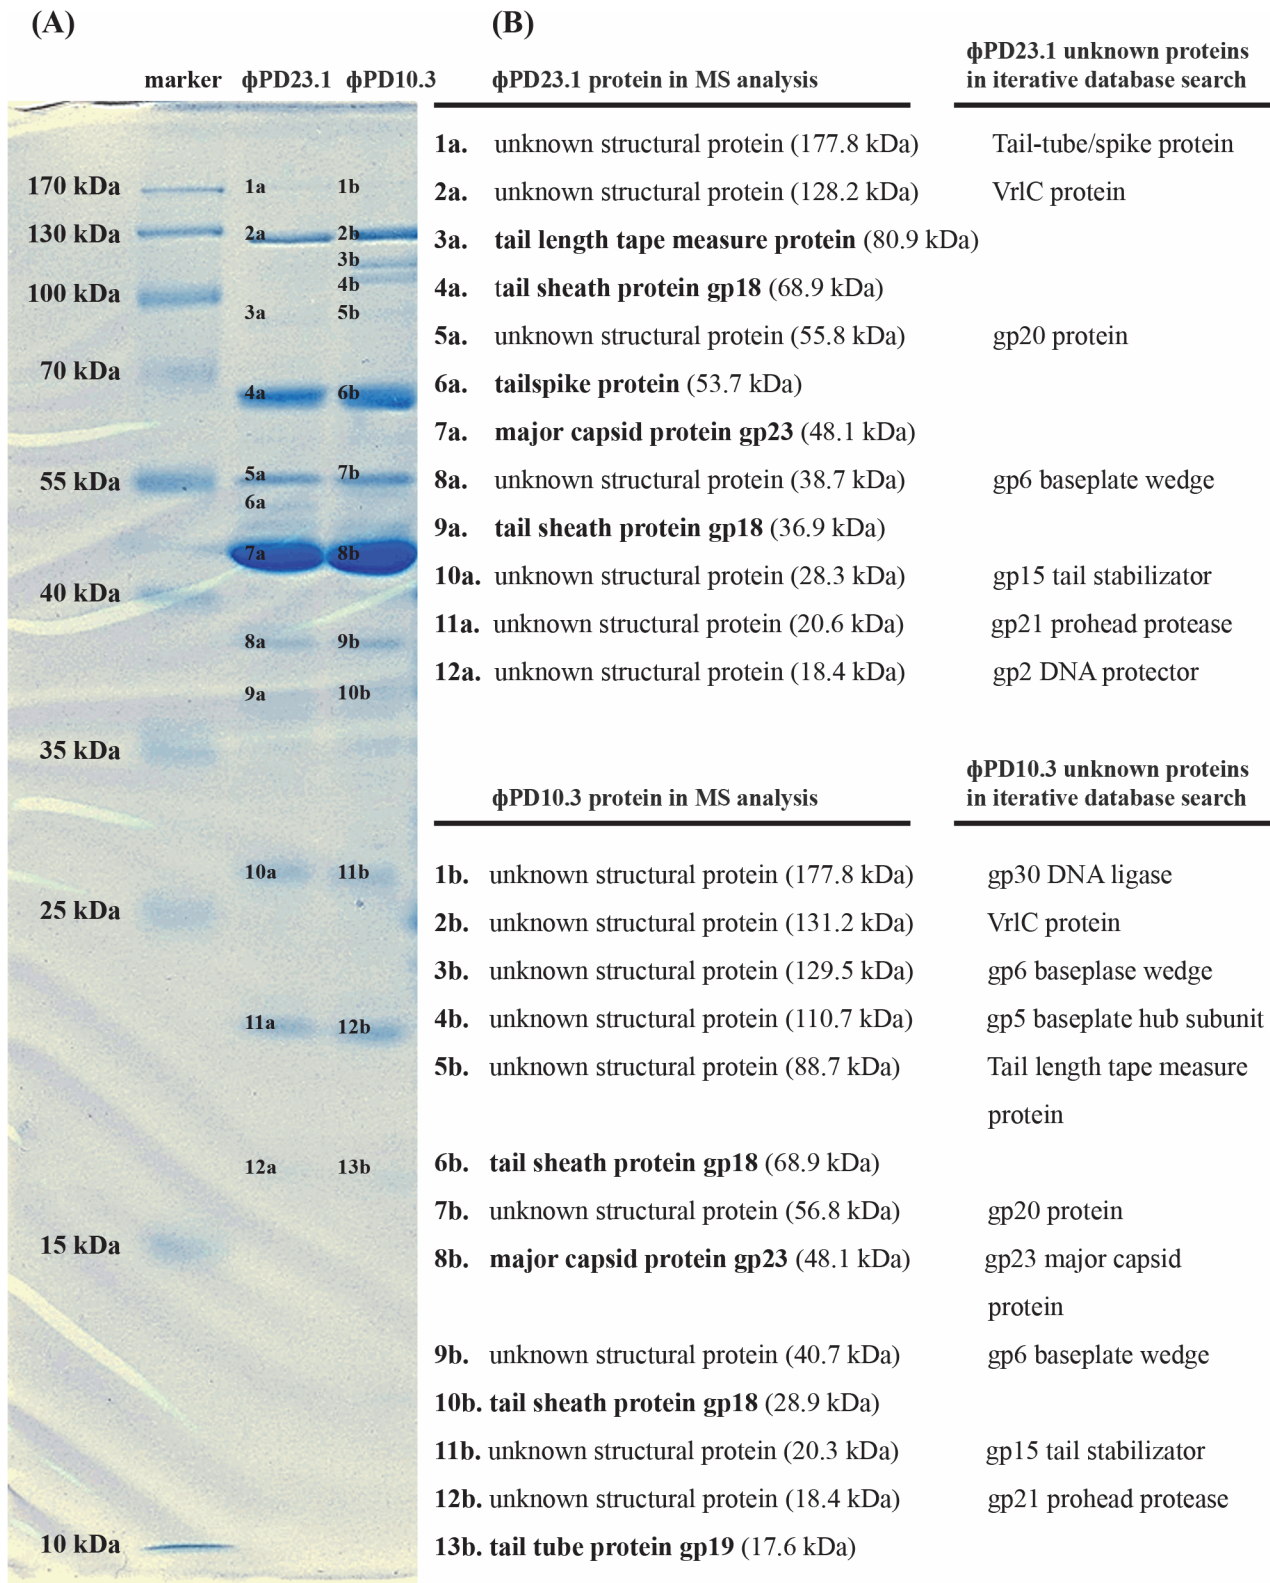 (A)
marker ϕPD23.1 ϕPD10.3
170 kDa
130 kDa
100 kDa
70 kDa
55 kDa
40 kDa
35 kDa
25 kDa
15 kDa
10 kDa
1a
2a
3a
4a
5a
6a
7a
8a
9a
10a
11a
12a
1b
2b
3b
4b
5b
6b
7b
8b
9b
10b
11b
12b
13b
(B)
ϕPD23.1 protein in MS analysis
ϕPD23.1 unknown proteins
in iterative database search
1a. unknown structural protein (177.8 kDa) Tail-tube/spike protein
2a. unknown structural protein (128.2 kDa) VrlC protein
3a. tail length tape measure protein (80.9 kDa)
4a. tail sheath protein gp18 (68.9 kDa)
5a. unknown structural protein (55.8 kDa) gp20 protein
6a. tailspike protein (53.7 kDa)
7a. major capsid protein gp23 (48.1 kDa)
8a. unknown structural protein (38.7 kDa) gp6 baseplate wedge
9a. tail sheath protein gp18 (36.9 kDa)
10a. unknown structural protein (28.3 kDa) gp15 tail stabilizator
11a. unknown structural protein (20.6 kDa) gp21 prohead protease
12a. unknown structural protein (18.4 kDa) gp2 DNA protector
ϕPD10.3 protein in MS analysis
ϕPD10.3 unknown proteins
in iterative database search
1b. unknown structural protein (177.8 kDa) gp30 DNA ligase
2b. unknown structural protein (131.2 kDa) VrlC protein
3b. unknown structural protein (129.5 kDa) gp6 baseplase wedge
4b. unknown structural protein (110.7 kDa) gp5 baseplate hub subunit
5b. unknown structural protein (88.7 kDa) Tail length tape measure
protein
6b. tail sheath protein gp18 (68.9 kDa)
7b. unknown structural protein (56.8 kDa) gp20 protein
8b. major capsid protein gp23 (48.1 kDa) gp23 major capsid
protein
9b. unknown structural protein (40.7 kDa) gp6 baseplate wedge
10b. tail sheath protein gp18 (28.9 kDa)
11b. unknown structural protein (20.3 kDa) gp15 tail stabilizator
12b. unknown structural protein (18.4 kDa) gp21 prohead protease
13b. tail tube protein gp19 (17.6 kDa)